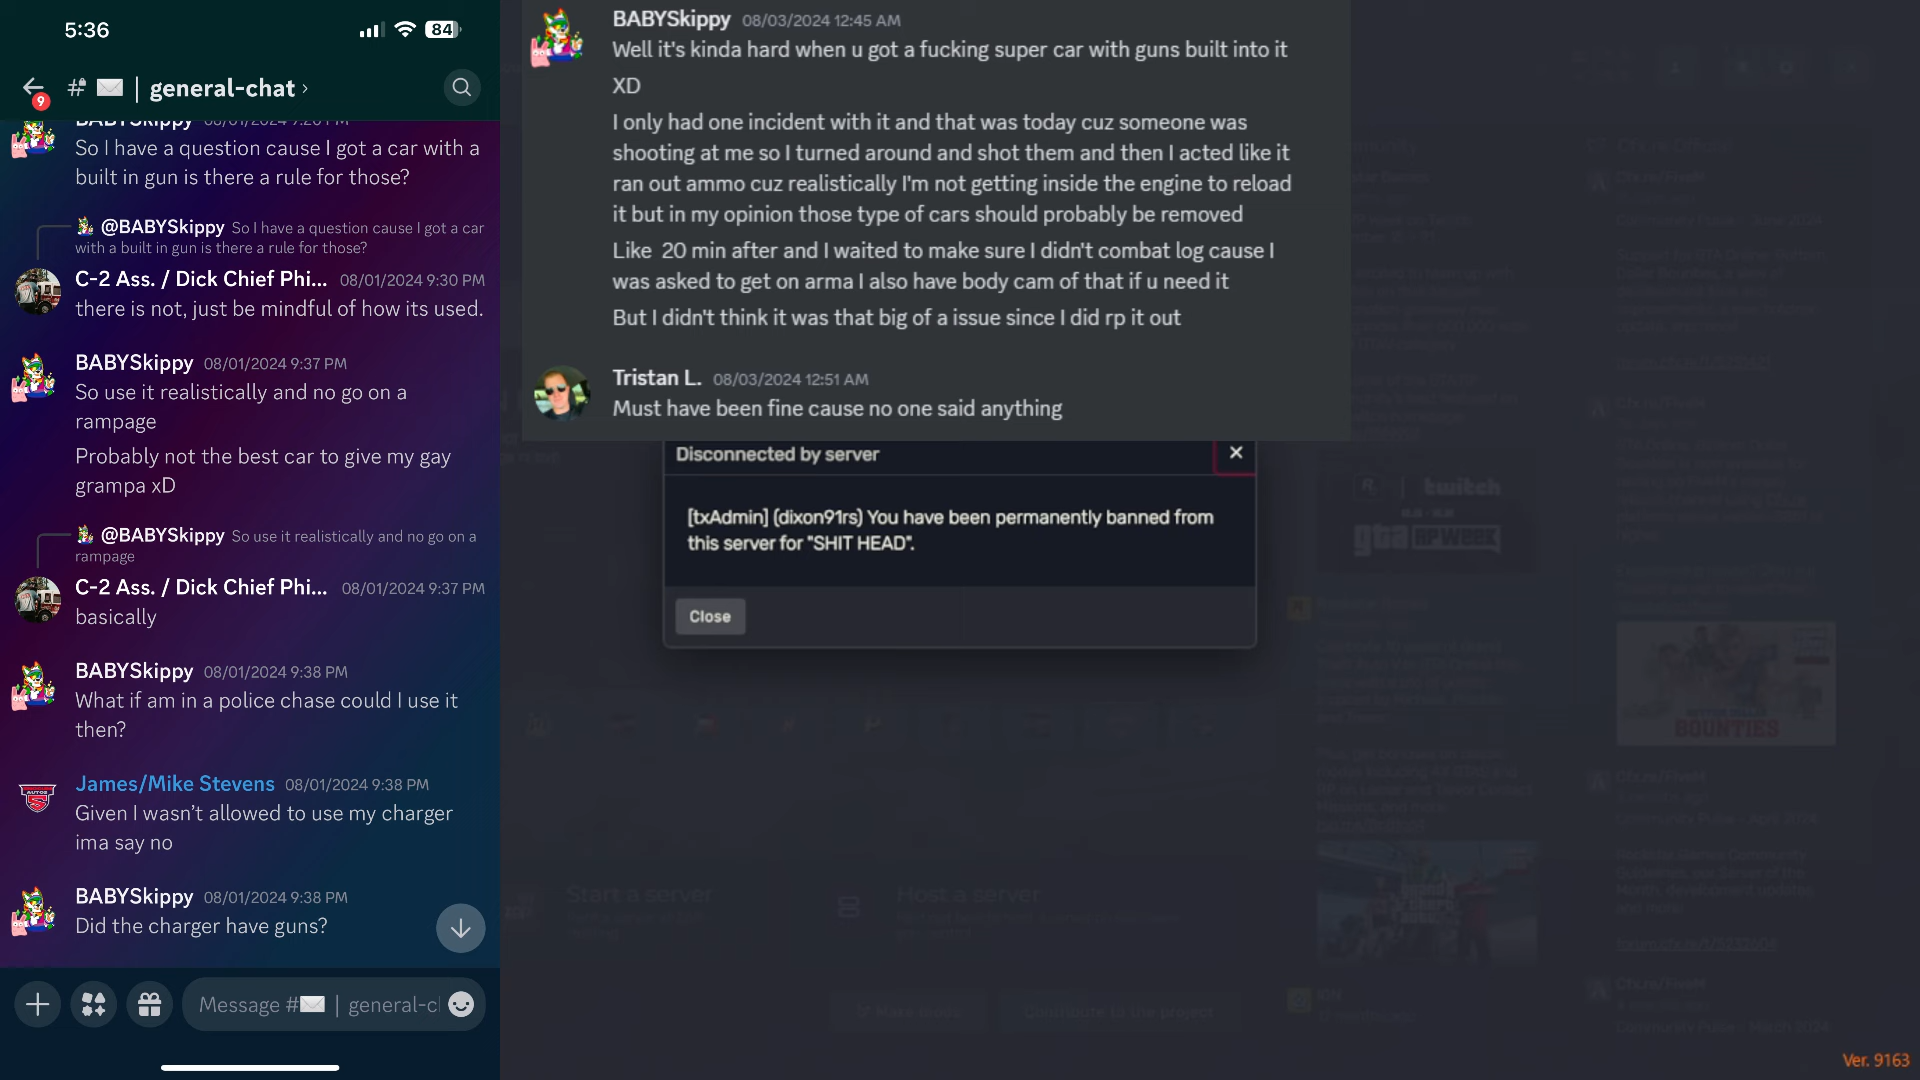 5:36
84
9
# ✉️ | general-chat ›
BABYSkippy
So I have a question cause I got a car with a
built in gun is there a rule for those?
@BABYSkippy So I have a question cause I got a car
with a built in gun is there a rule for those?
C-2 Ass. / Dick Chief Phi... 08/01/2024 9:30 PM
there is not, just be mindful of how its used.
BABYSkippy 08/01/2024 9:37 PM
So use it realistically and no go on a
rampage
Probably not the best car to give my gay
grampa xD
@BABYSkippy So use it realistically and no go on a
rampage
C-2 Ass. / Dick Chief Phi... 08/01/2024 9:37 PM
basically
BABYSkippy 08/01/2024 9:38 PM
What if am in a police chase could I use it
then?
James/Mike Stevens 08/01/2024 9:38 PM
Given I wasn't allowed to use my charger
ima say no
BABYSkippy 08/01/2024 9:38 PM
Did the charger have guns?
Message #✉️ | general-cl
BABYSkippy 08/03/2024 12:45 AM
Well it's kinda hard when u got a fucking super car with guns built into it
XD
I only had one incident with it and that was today cuz someone was
shooting at me so I turned around and shot them and then I acted like it
ran out ammo cuz realistically I'm not getting inside the engine to reload
it but in my opinion those type of cars should probably be removed
Like 20 min after and I waited to make sure I didn't combat log cause I
was asked to get on arma I also have body cam of that if u need it
But I didn't think it was that big of a issue since I did rp it out
Tristan L. 08/03/2024 12:51 AM
Must have been fine cause no one said anything
Disconnected by server
[txAdmin] (dixon91rs) You have been permanently banned from
this server for "SHIT HEAD".
Close
twitch
Start a server
Host a server
Contribute to the project
BOUNTIES
IGN
Ver. 9163